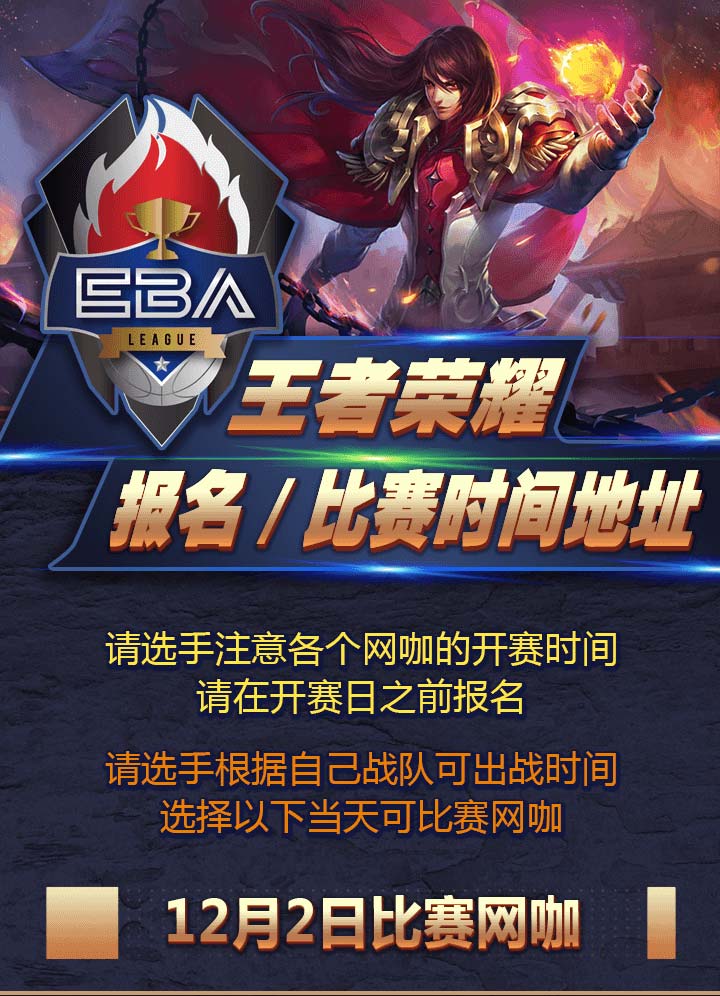 EBA
LEAGUE
王者荣耀
报名/比赛时间地址
请选手注意各个网咖的开赛时间
请在开赛日之前报名
请选手根据自己战队可出战时间
选择以下当天可比赛网咖
12月2日比赛网咖